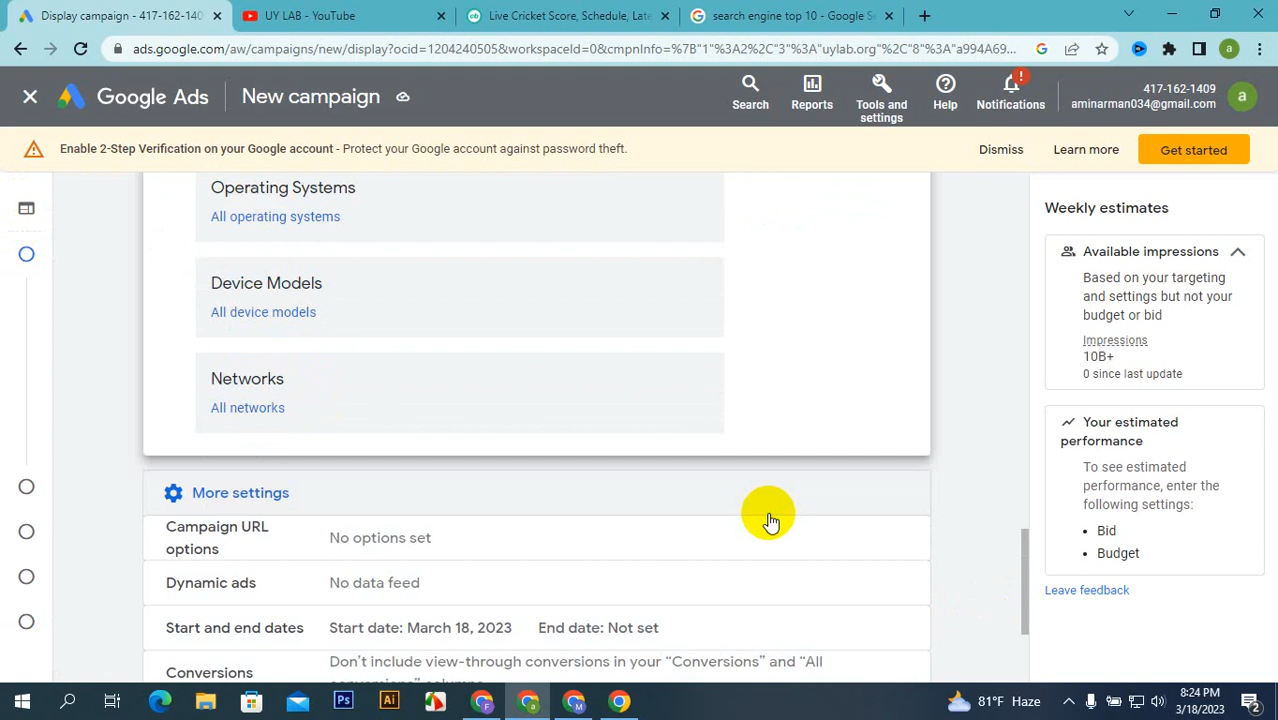 Display campaign - 417-162-140
UY LAB - YouTube
Live Cricket Score, Schedule, Late
search engine top 10 - Google Se
ads.google.com/aw/campaigns/new/display?ocid=1204240505&workspaceId=0&cmpnInfo=%7B"1"%3A2%2C"3"%3A"uylab.org"%2C"8"%3A"a994A69...
a
Google Ads
New campaign
Search
Reports
Tools and settings
Help
Notifications
417-162-1409
aminarman034@gmail.com
a
Enable 2-Step Verification on your Google account - Protect your Google account against password theft.
Dismiss
Learn more
Get started
Operating Systems
All operating systems
Device Models
All device models
Networks
All networks
More settings
Campaign URL options
No options set
Dynamic ads
No data feed
Start and end dates
Start date: March 18, 2023
End date: Not set
Conversions
Don't include view-through conversions in your "Conversions" and "All
Weekly estimates
Available impressions
Based on your targeting
and settings but not your
budget or bid
Impressions
10B+
0 since last update
Your estimated
performance
To see estimated
performance, enter the
following settings:
• Bid
• Budget
Leave feedback
81°F Haze
8:24 PM
3/18/2023
2